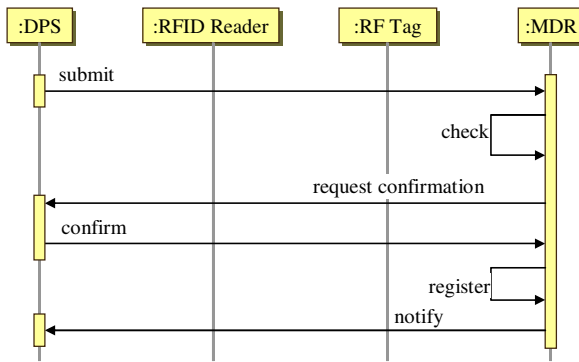 :DPS
:RFID Reader
:RF Tag
:MDR
submit
check
request confirmation
confirm
register
notify